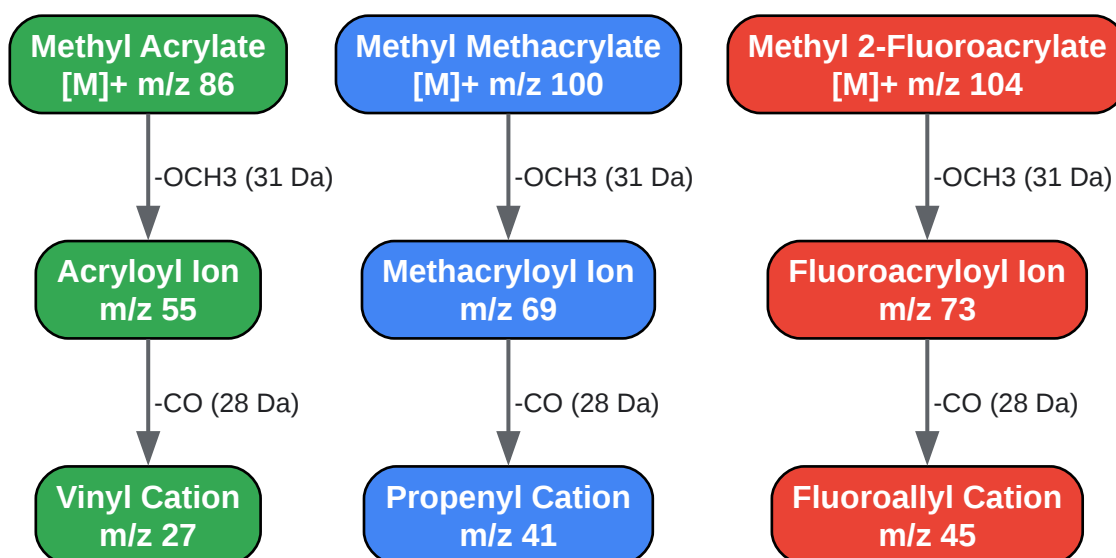 Methyl Acrylate
[M]+ m/z 86
Methyl Methacrylate
[M]+ m/z 100
Methyl 2-Fluoroacrylate
[M]+ m/z 104
-OCH3 (31 Da)
-OCH3 (31 Da)
-OCH3 (31 Da)
Acryloyl Ion
m/z 55
Methacryloyl Ion
m/z 69
Fluoroacryloyl Ion
m/z 73
-CO (28 Da)
-CO (28 Da)
-CO (28 Da)
Vinyl Cation
m/z 27
Propenyl Cation
m/z 41
Fluoroallyl Cation
m/z 45